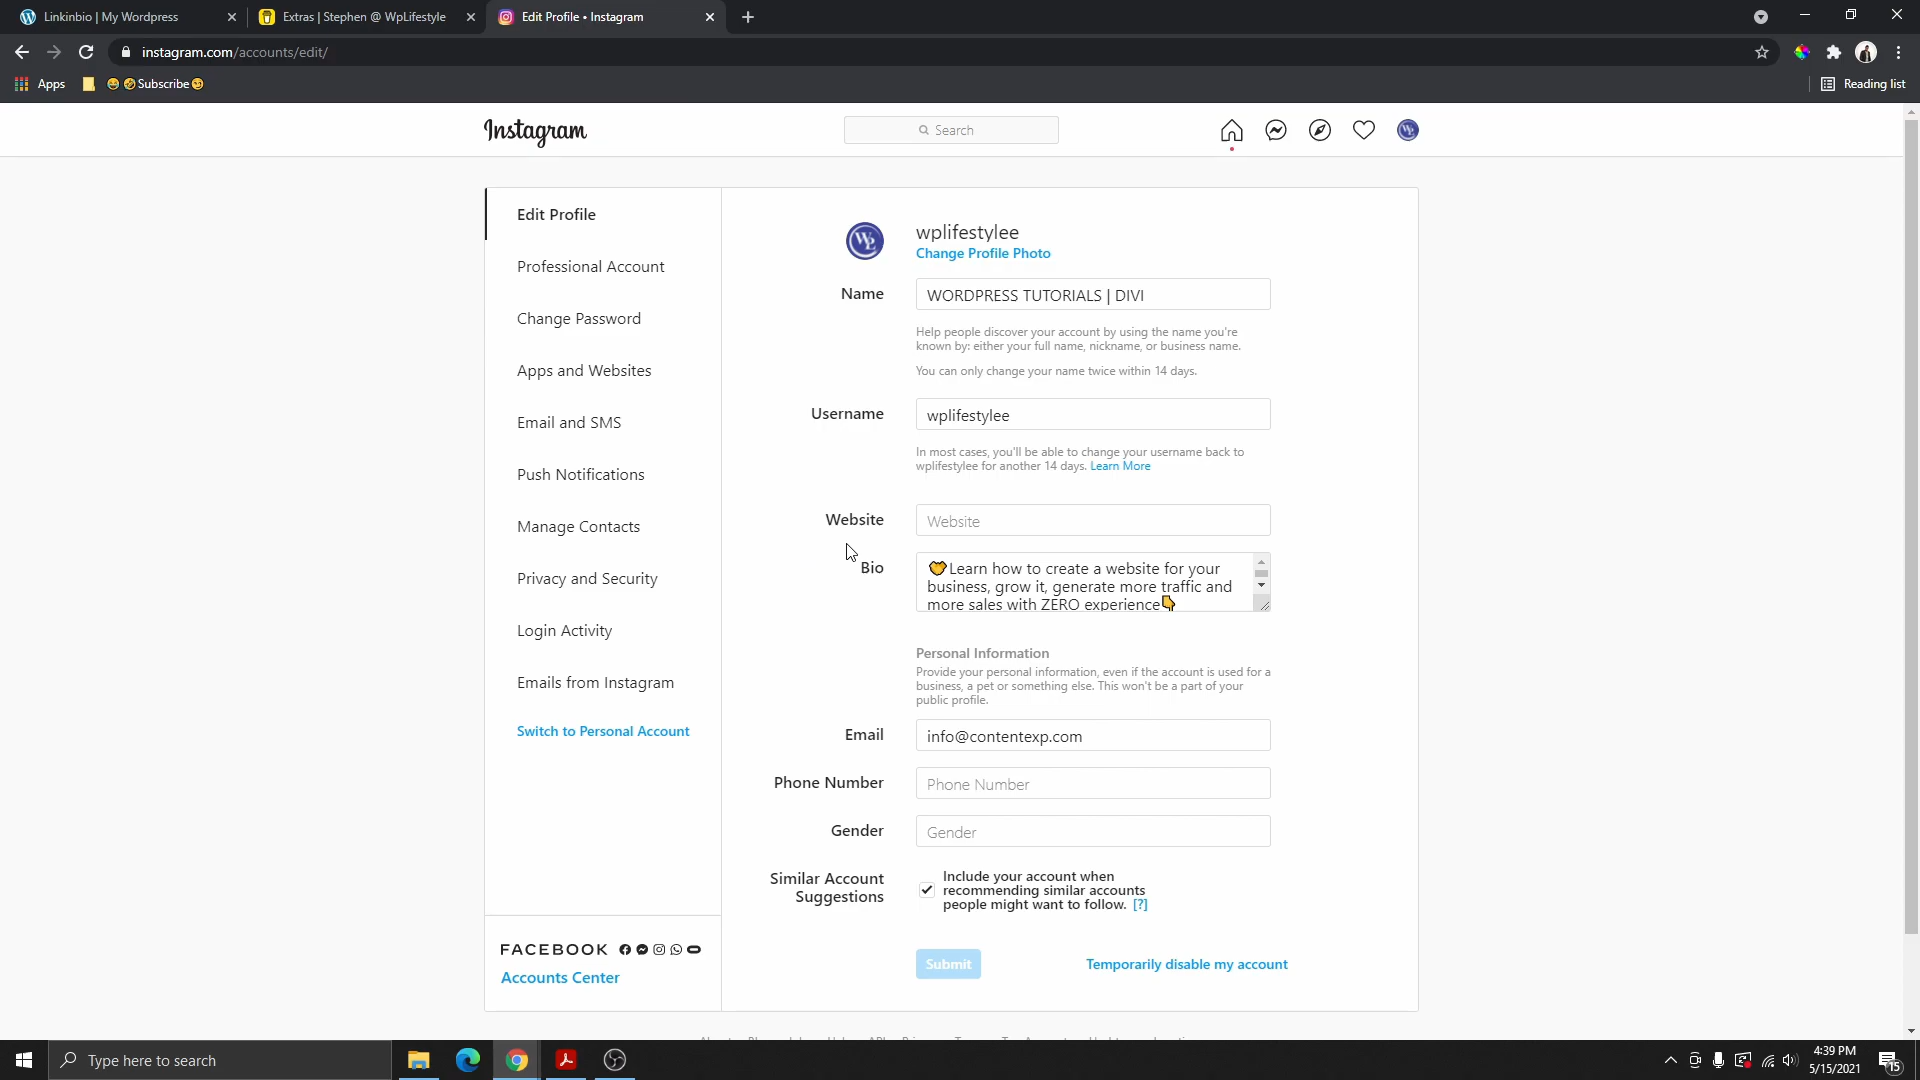 Linkinbio | My Wordpress
Extras | Stephen @ WpLifestyle
Edit Profile • Instagram
instagram.com/accounts/edit/
Apps
😄🤣Subscribe😏
Reading list
Instagram
Search
Edit Profile
Professional Account
Change Password
Apps and Websites
Email and SMS
Push Notifications
Manage Contacts
Privacy and Security
Login Activity
Emails from Instagram
Switch to Personal Account
FACEBOOK
Accounts Center
WL
wplifestylee
Change Profile Photo
Name
WORDPRESS TUTORIALS | DIVI
Help people discover your account by using the name you're
known by: either your full name, nickname, or business name.
You can only change your name twice within 14 days.
Username
wplifestylee
In most cases, you'll be able to change your username back to
wplifestylee for another 14 days. Learn More
Website
Website
Bio
Learn how to create a website for your
business, grow it, generate more traffic and
more sales with ZERO experience👇
Personal Information
Provide your personal information, even if the account is used for a
business, a pet or something else. This won't be a part of your
public profile.
Email
info@contentexp.com
Phone Number
Phone Number
Gender
Gender
Similar Account
Suggestions
Include your account when
recommending similar accounts
people might want to follow. [?]
Submit
Temporarily disable my account
Type here to search
4:39 PM
5/15/2021
15